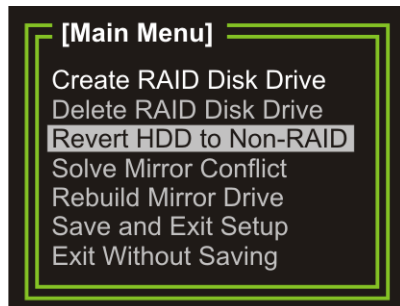 [Main Menu]
Create RAID Disk Drive
Delete RAID Disk Drive
Revert HDD to Non-RAID
Solve Mirror Conflict
Rebuild Mirror Drive
Save and Exit Setup
Exit Without Saving